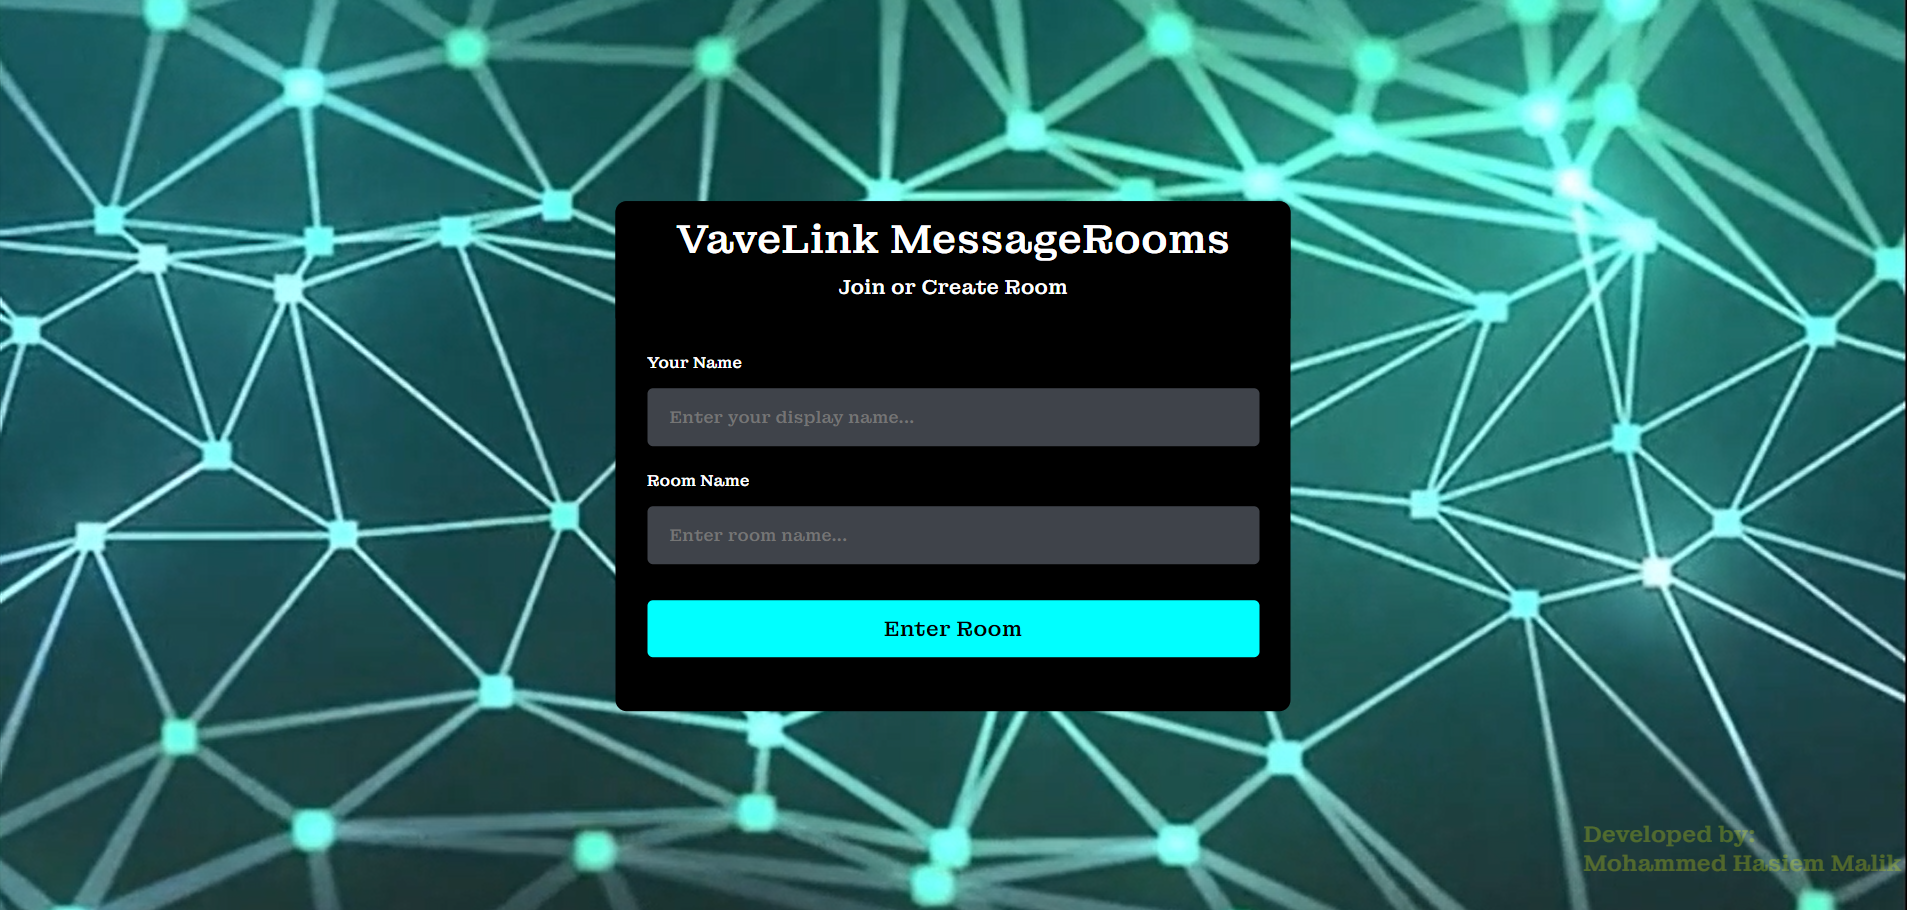 VaveLink MessageRooms
Join or Create Room
Your Name
Enter your display name...
Room Name
Enter room name...
Enter Room
Developed by:
Mohammed Hasiem Malik